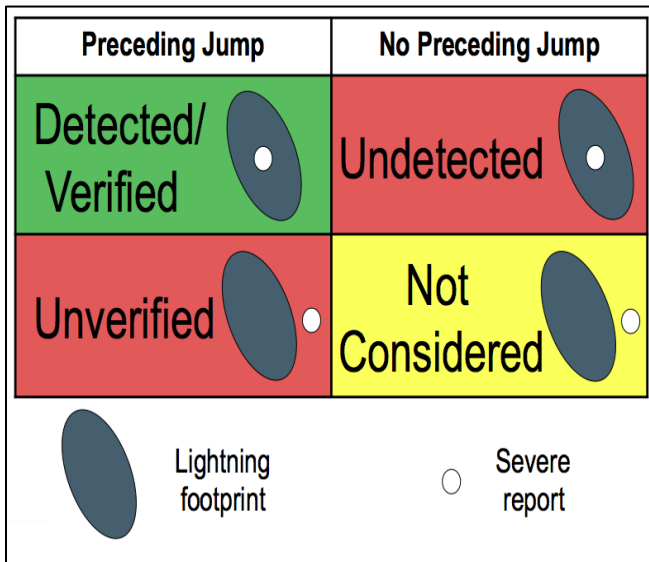 Preceding Jump
No Preceding Jump
Detected/
Verified
Undetected
Unverified
Not
Considered
Lightning
footprint
Severe
report